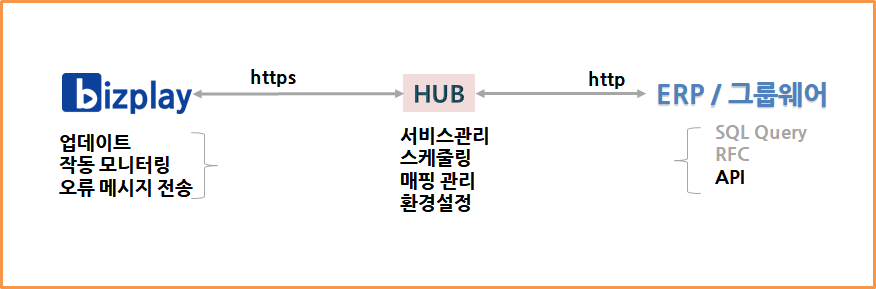 bizplay
https
HUB
http
ERP / 그룹웨어
업데이트
작동 모니터링
오류 메시지 전송
서비스관리
스케줄링
매핑 관리
환경설정
SQL Query
RFC
API